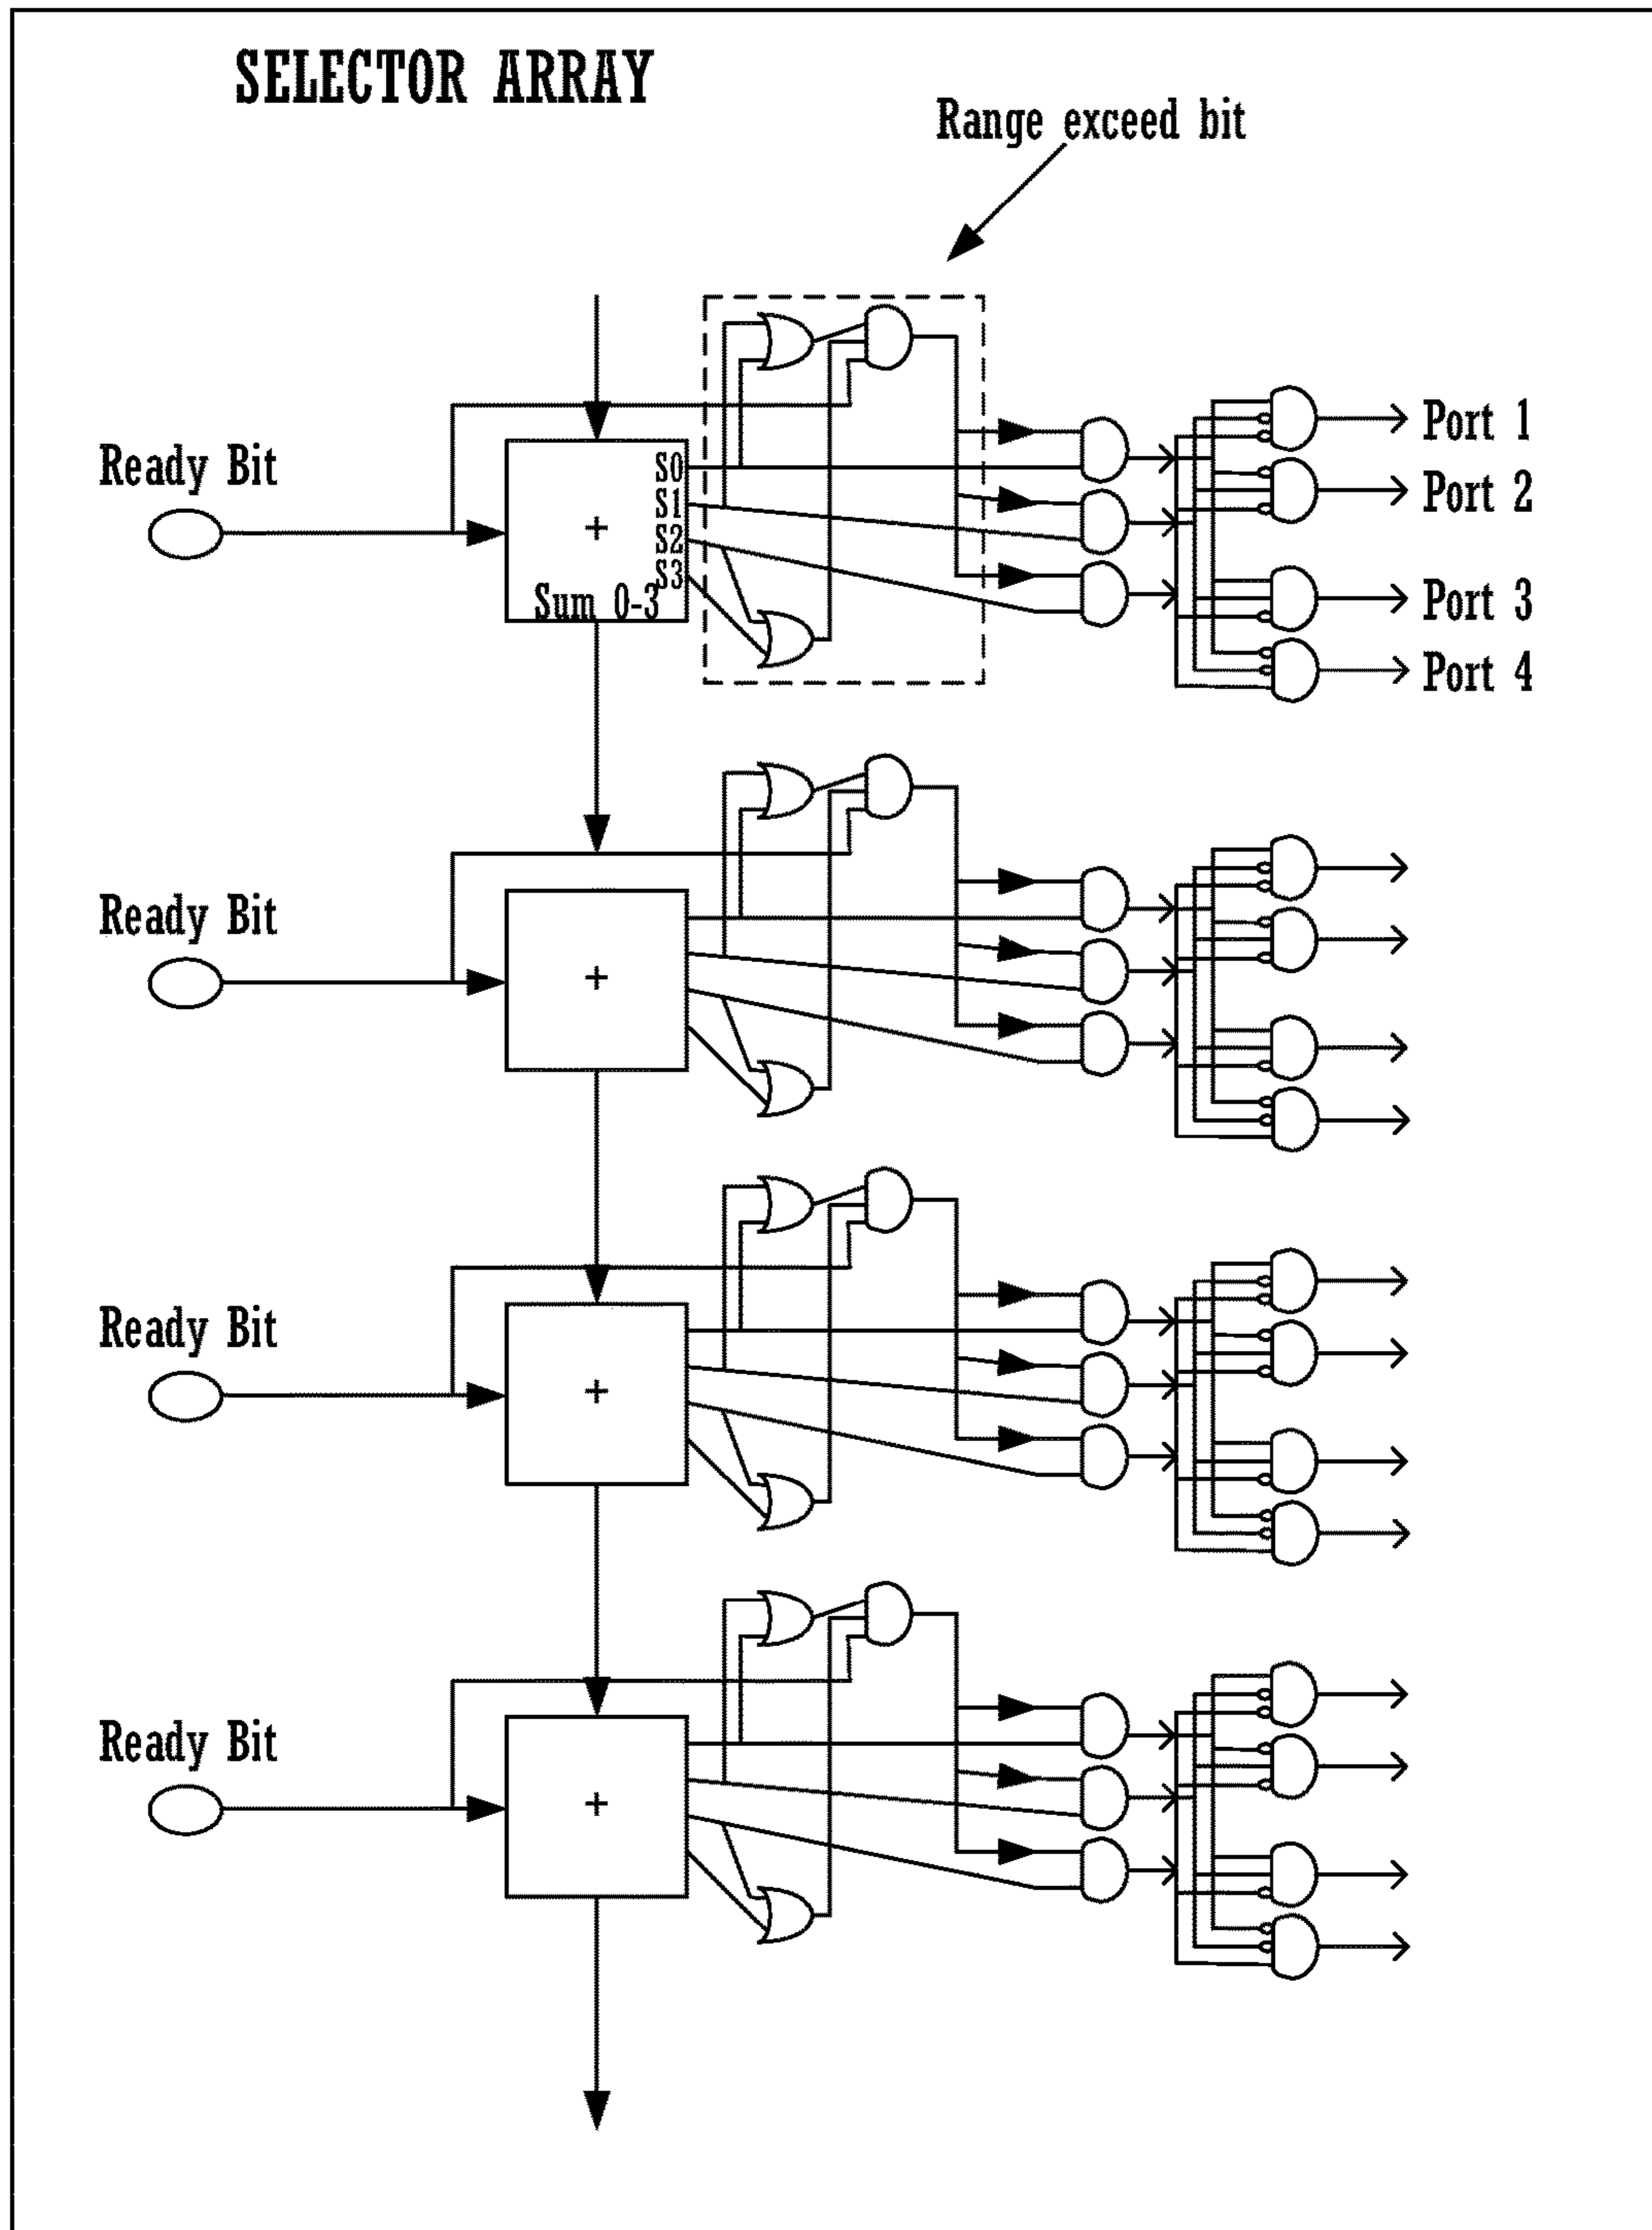 SELECTOR ARRAY
Range exceed bit
Ready Bit
S0
S1
S2
S3
+
Sum 0-3
Port 1
Port 2
Port 3
Port 4
Ready Bit
+
Ready Bit
+
Ready Bit
+